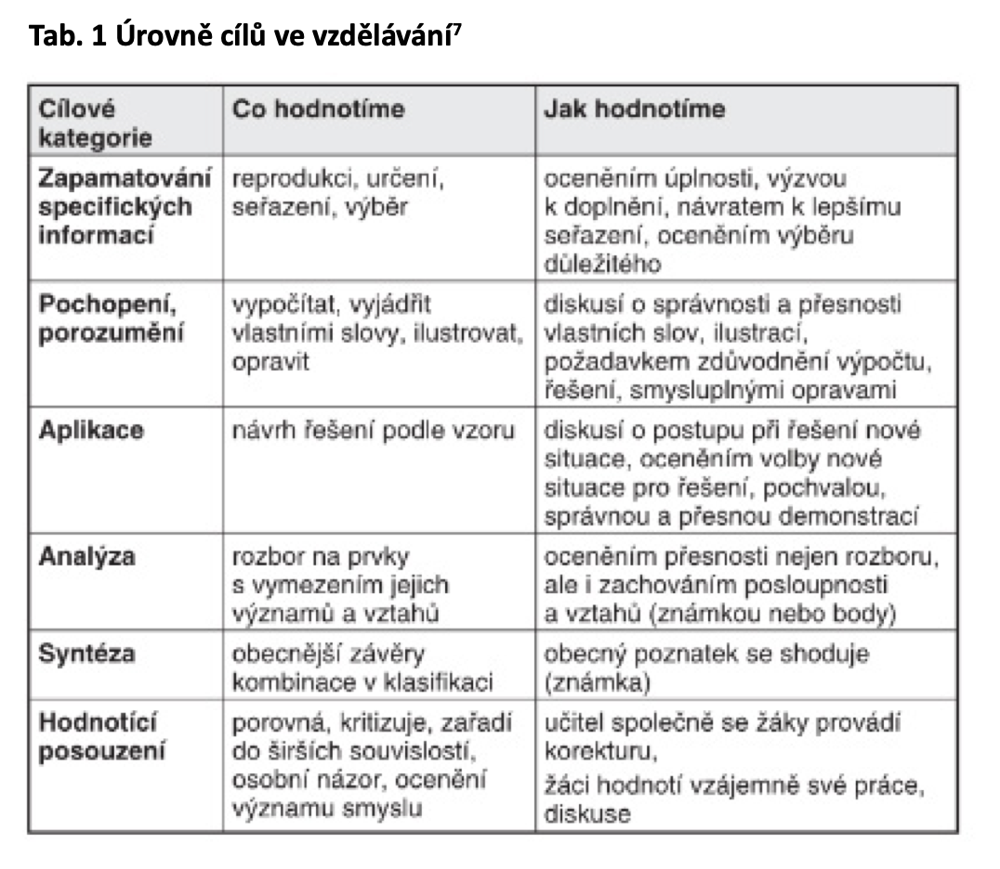 Tab. 1 Úrovně cílů ve vzdělávání⁷
Cílové
kategorie
Co hodnotíme
Jak hodnotíme
Zapamatování
specifických
informací
reprodukci, určení,
seřazení, výběr
oceněním úplnosti, výzvou
k doplnění, návratem k lepšímu
seřazení, oceněním výběru
důležitého
Pochopení,
porozumění
vypočítat, vyjádřit
vlastními slovy, ilustrovat,
opravit
diskusí o správnosti a přesnosti
vlastních slov, ilustrací,
požadavkem zdůvodnění výpočtu,
řešení, smysluplnými opravami
Aplikace
návrh řešení podle vzoru
diskusí o postupu při řešení nové
situace, oceněním volby nové
situace pro řešení, pochvalou,
správnou a přesnou demonstrací
Analýza
rozbor na prvky
s vymezením jejich
významů a vztahů
oceněním přesnosti nejen rozboru,
ale i zachováním posloupnosti
a vztahů (známkou nebo body)
Syntéza
obecnější závěry
kombinace v klasifikaci
obecný poznatek se shoduje
(známka)
Hodnotící
posouzení
porovná, kritizuje, zařadí
do širších souvislostí,
osobní názor, ocenění
významu smyslu
učitel společně se žáky provádí
korekturu,
žáci hodnotí vzájemně své práce,
diskuse